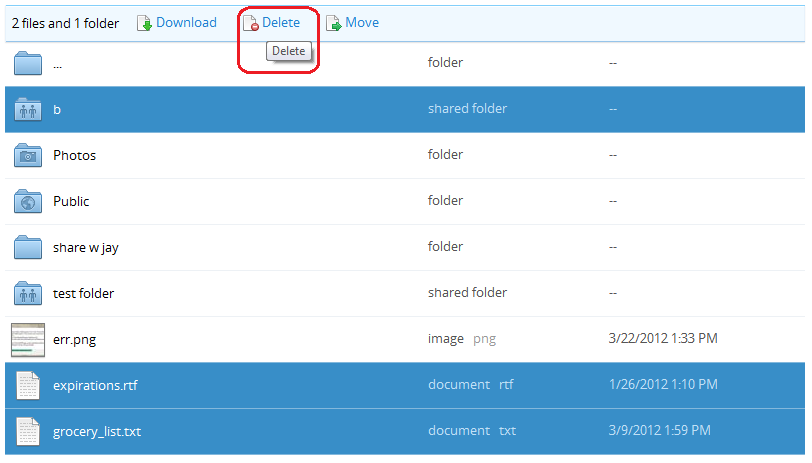 2 files and 1 folder Download Delete Move
Delete
... folder --
b shared folder --
Photos folder --
Public folder --
share w jay folder --
test folder shared folder --
err.png image png 3/22/2012 1:33 PM
expirations.rtf document rtf 1/26/2012 1:10 PM
grocery_list.txt document txt 3/9/2012 1:59 PM